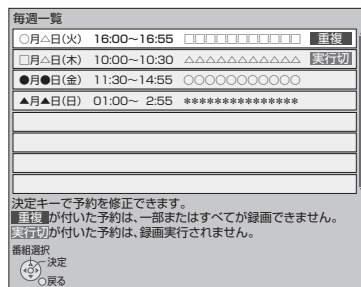 毎週一覧
○月△日(火) 16:00～16:55 □□□□□□□□□□□ 重複
□月△日(木) 10:00～10:30 △△△△△△△△△△△ 実行切
●月●日(金) 11:30～14:55 ○○○○○○○○○○○
▲月▲日(日) 01:00～ 2:55 ***************
決定キーで予約を修正できます。
重複 が付いた予約は、一部またはすべてが録画できません。
実行切が付いた予約は、録画実行されません。
番組選択
決定
戻る